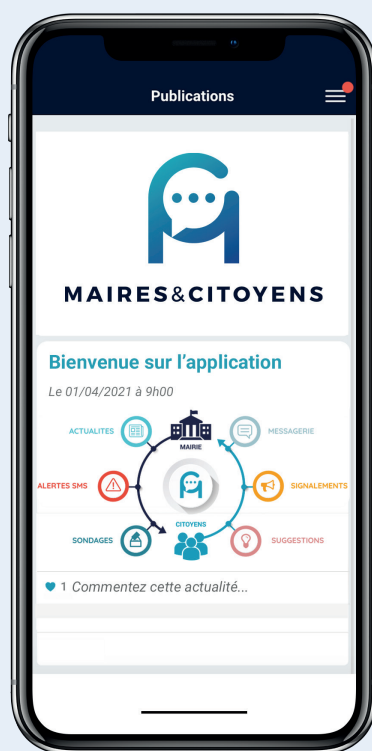 Publications
MAIRES&CITOYENS
Bienvenue sur l'application
Le 01/04/2021 à 9h00
ACTUALITES
MAIRIE
MESSAGERIE
ALERTES SMS
SIGNALEMENTS
SONDAGES
CITOYENS
SUGGESTIONS
1 Commentez cette actualité...